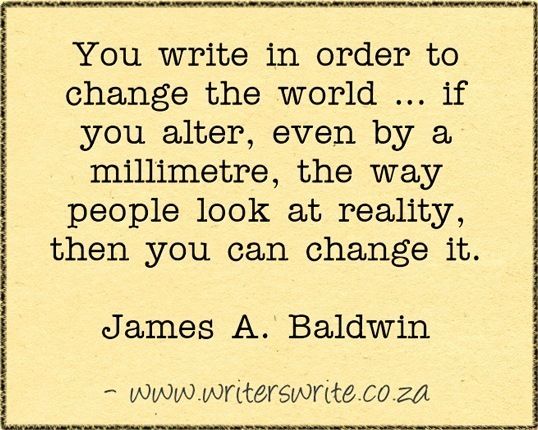 You write in order to
change the world ... if
you alter, even by a
millimetre, the way
people look at reality,
then you can change it.
James A. Baldwin
- www.writerswrite.co.za